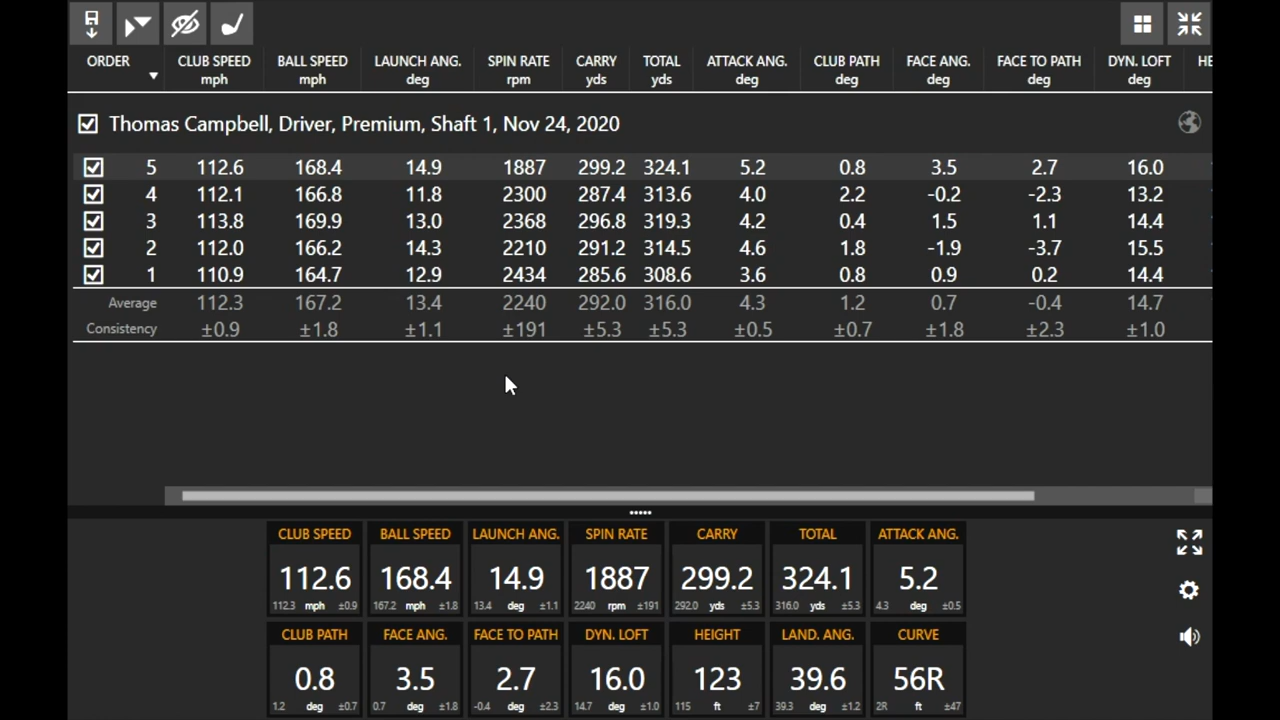 ORDER CLUB SPEED BALL SPEED LAUNCH ANG. SPIN RATE CARRY TOTAL ATTACK ANG. CLUB PATH FACE ANG. FACE TO PATH DYN. LOFT HE
mph mph deg rpm yds yds deg deg deg deg deg
Thomas Campbell, Driver, Premium, Shaft 1, Nov 24, 2020
5 112.6 168.4 14.9 1887 299.2 324.1 5.2 0.8 3.5 2.7 16.0
4 112.1 166.8 11.8 2300 287.4 313.6 4.0 2.2 -0.2 -2.3 13.2
3 113.8 169.9 13.0 2368 296.8 319.3 4.2 0.4 1.5 1.1 14.4
2 112.0 166.2 14.3 2210 291.2 314.5 4.6 1.8 -1.9 -3.7 15.5
1 110.9 164.7 12.9 2434 285.6 308.6 3.6 0.8 0.9 0.2 14.4
Average 112.3 167.2 13.4 2240 292.0 316.0 4.3 1.2 0.7 -0.4 14.7
Consistency ±0.9 ±1.8 ±1.1 ±191 ±5.3 ±5.3 ±0.5 ±0.7 ±1.8 ±2.3 ±1.0
CLUB SPEED BALL SPEED LAUNCH ANG. SPIN RATE CARRY TOTAL ATTACK ANG.
112.6 168.4 14.9 1887 299.2 324.1 5.2
112.3 mph ±0.9 167.2 mph ±1.8 13.4 deg ±1.1 2240 rpm ±191 292.0 yds ±5.3 316.0 yds ±5.3 4.3 deg ±0.5
CLUB PATH FACE ANG. FACE TO PATH DYN. LOFT HEIGHT LAND. ANG. CURVE
0.8 3.5 2.7 16.0 123 39.6 56R
1.2 deg ±0.7 0.7 deg ±1.8 -0.4 deg ±2.3 14.7 deg ±1.0 115 ft ±7 39.3 deg ±1.2 2R ft ±47